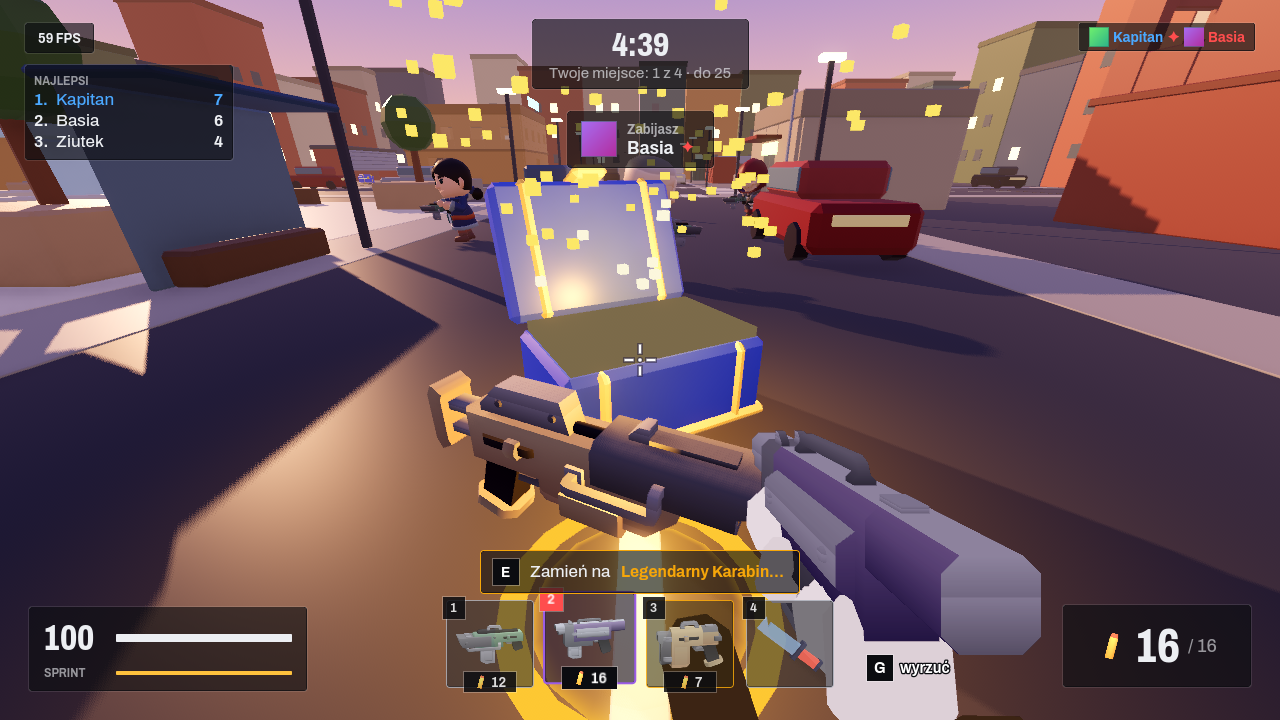 59 FPS
4:39
Twoje miejsce: 1 z 4 · do 25
Kapitan Basia
NAJLEPSI
1. Kapitan 7
2. Basia 6
3. Ziutek 4
Zabijasz
Basia
E Zamień na Legendarny Karabin...
1 2 3 4
12 16 7
100
SPRINT
G wyrzuć
16 / 16